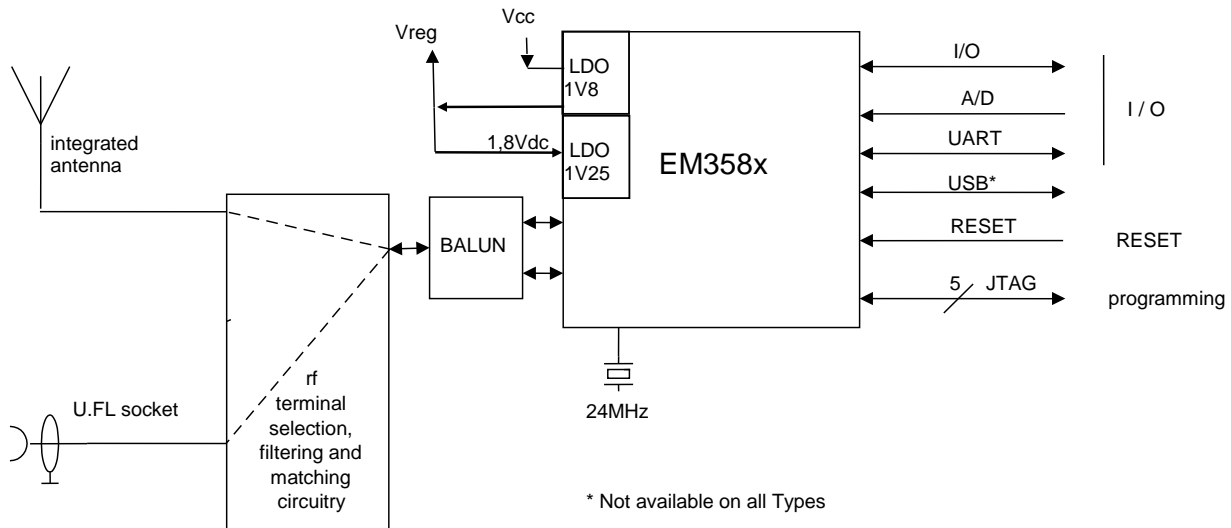 Vcc
Vreg
LDO
1V8
I/O
A/D
I / O
integrated
antenna
1,8Vdc
LDO
1V25
EM358x
UART
USB*
BALUN
RESET
RESET
5
JTAG
programming
24MHz
U.FL socket
rf
terminal
selection,
filtering and
matching
circuitry
* Not available on all Types